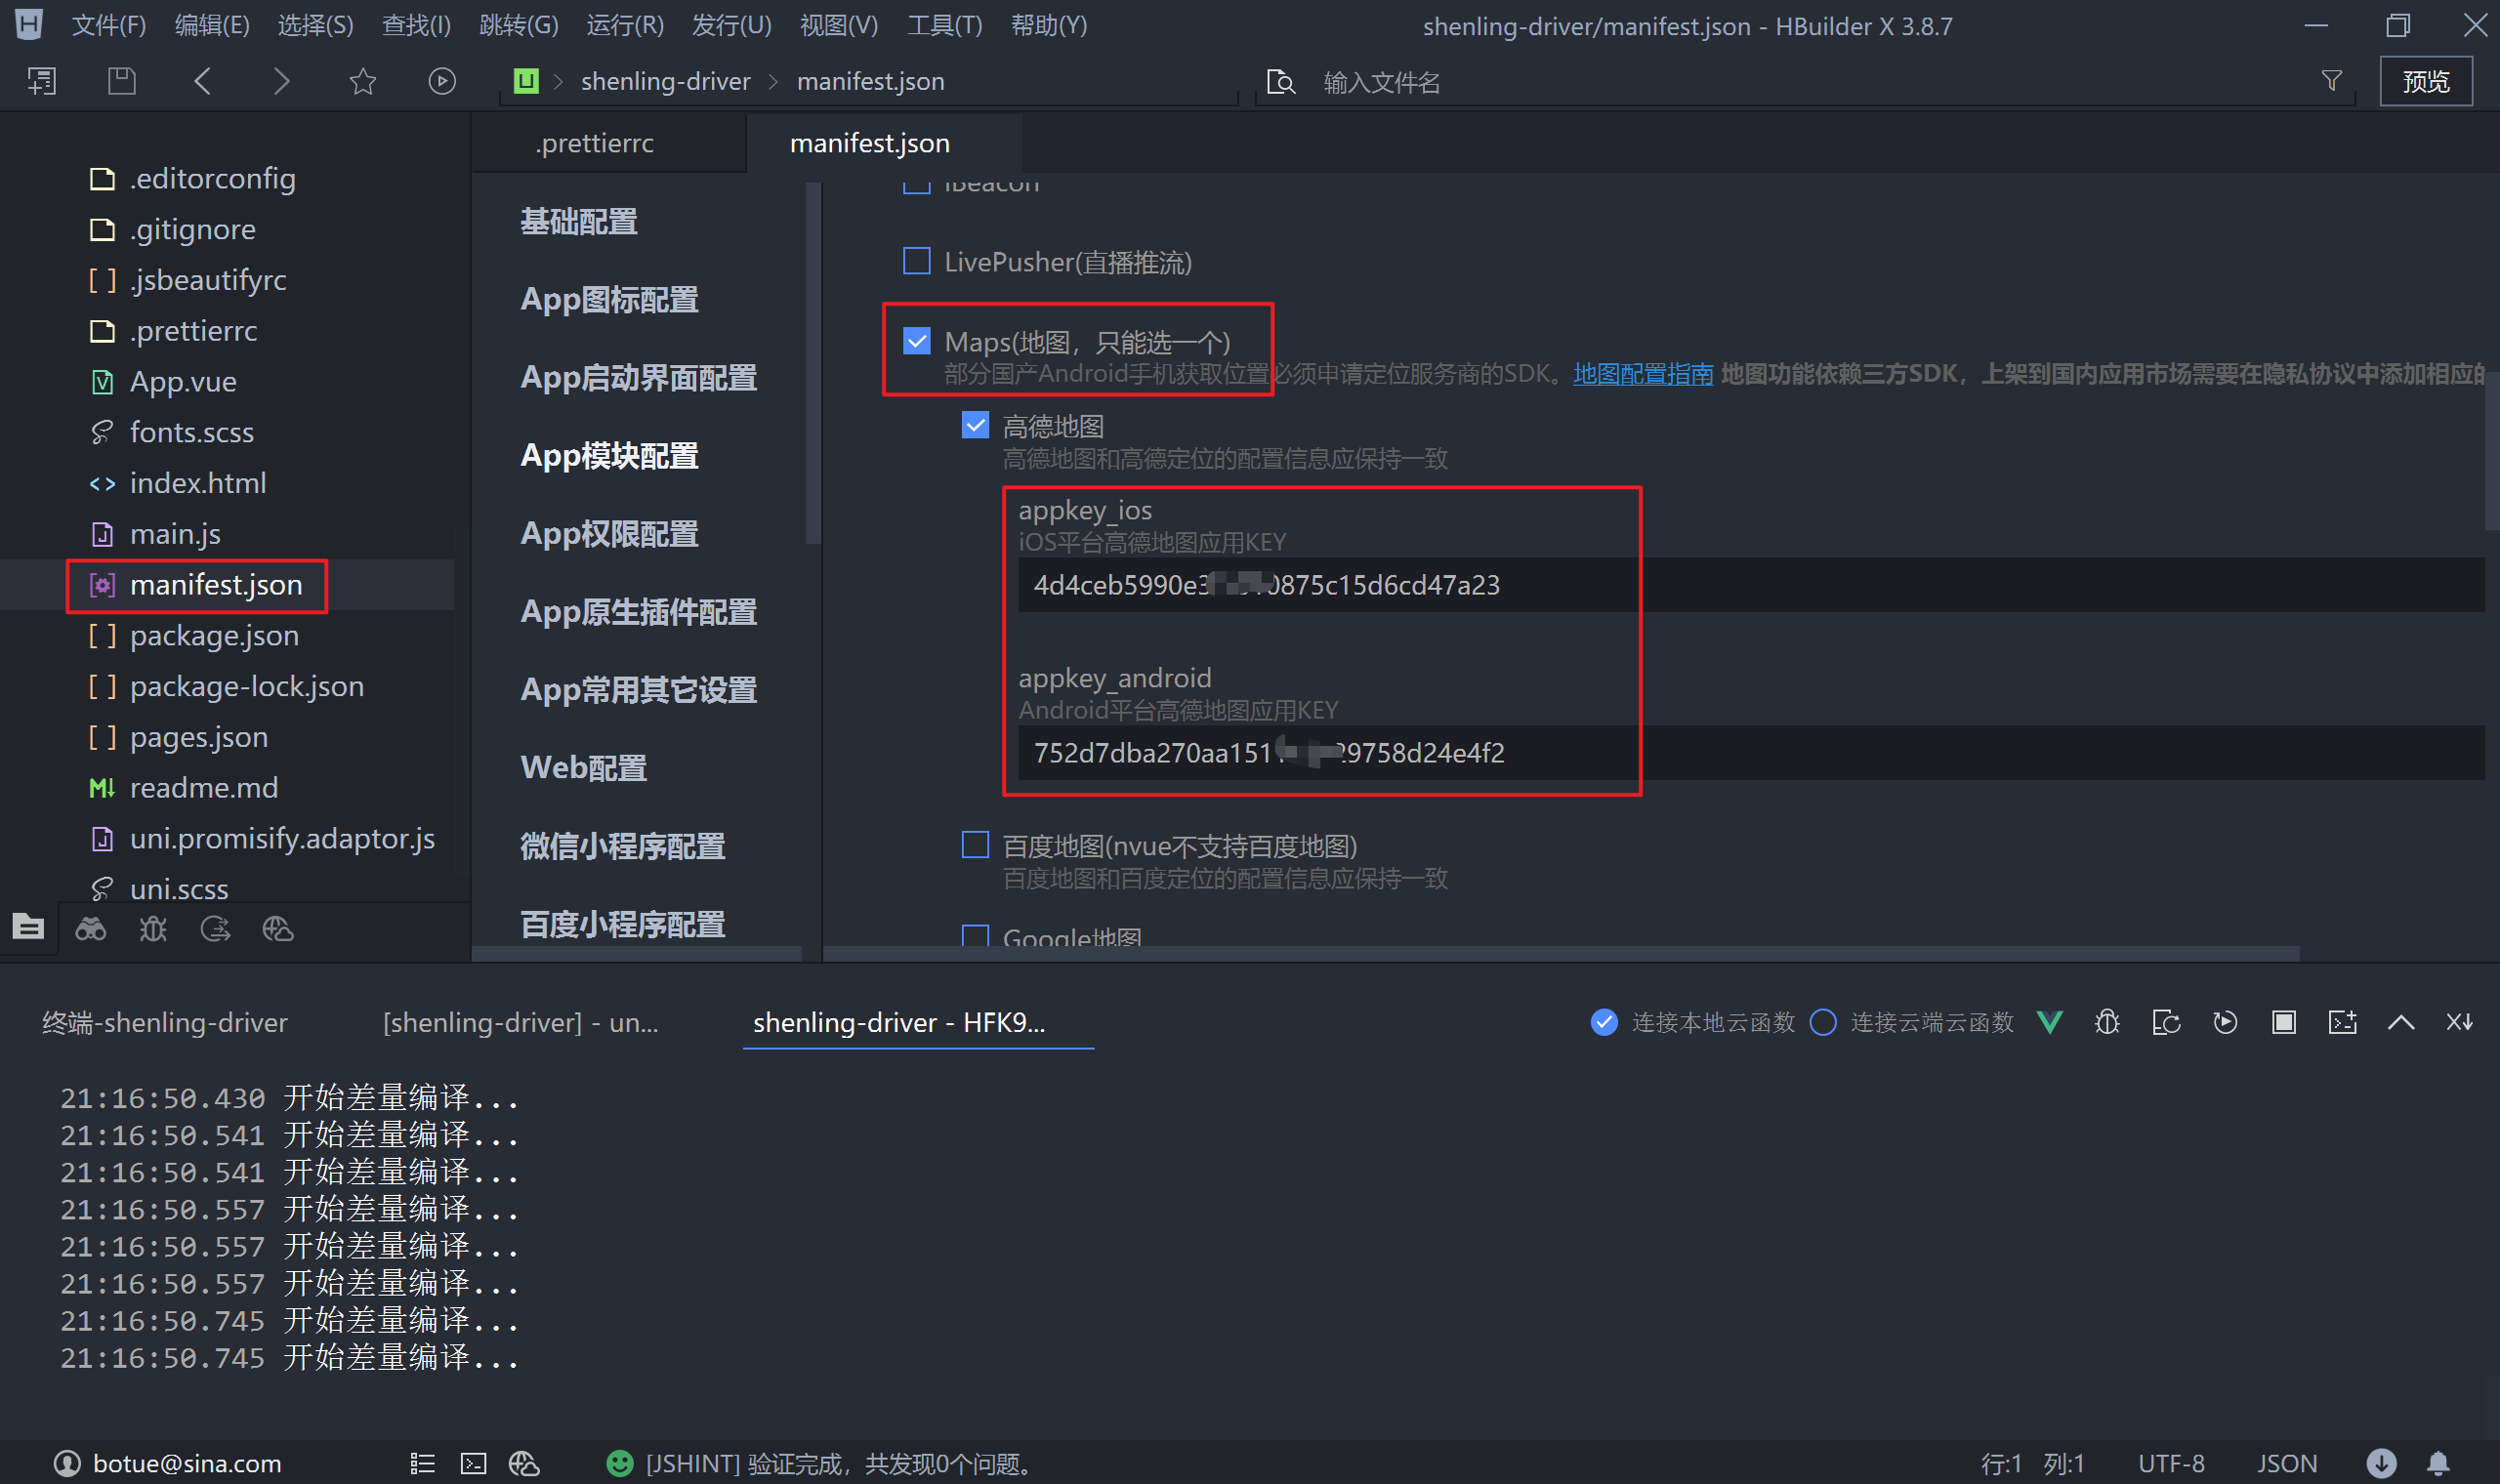 文件(F) 编辑(E) 选择(S) 查找(I) 跳转(G) 运行(R) 发行(U) 视图(V) 工具(T) 帮助(Y) shenling-driver/manifest.json - HBuilder X 3.8.7
shenling-driver manifest.json 输入文件名 预览
.editorconfig
.gitignore
.jsbeautifyrc
.prettierrc
App.vue
fonts.scss
index.html
main.js
manifest.json
package.json
package-lock.json
pages.json
readme.md
uni.promisify.adaptor.js
uni.scss
.prettierrc manifest.json
基础配置
App图标配置
App启动界面配置
App模块配置
App权限配置
App原生插件配置
App常用其它设置
Web配置
微信小程序配置
百度小程序配置
iBeacon
LivePusher(直播推流)
Maps(地图，只能选一个)
部分国产Android手机获取位置必须申请定位服务商的SDK。地图配置指南 地图功能依赖三方SDK，上架到国内应用市场需要在隐私协议中添加相应的
高德地图
高德地图和高德定位的配置信息应保持一致
appkey_ios
iOS平台高德地图应用KEY
4d4ceb5990e3 0875c15d6cd47a23
appkey_android
Android平台高德地图应用KEY
752d7dba270aa151 29758d24e4f2
百度地图(nvue不支持百度地图)
百度地图和百度定位的配置信息应保持一致
Google地图
终端-shenling-driver [shenling-driver] - un... shenling-driver - HFK9... 连接本地云函数 连接云端云函数
21:16:50.430 开始差量编译...
21:16:50.541 开始差量编译...
21:16:50.541 开始差量编译...
21:16:50.557 开始差量编译...
21:16:50.557 开始差量编译...
21:16:50.557 开始差量编译...
21:16:50.745 开始差量编译...
21:16:50.745 开始差量编译...
botue@sina.com [JSHINT] 验证完成，共发现0个问题。 行:1 列:1 UTF-8 JSON